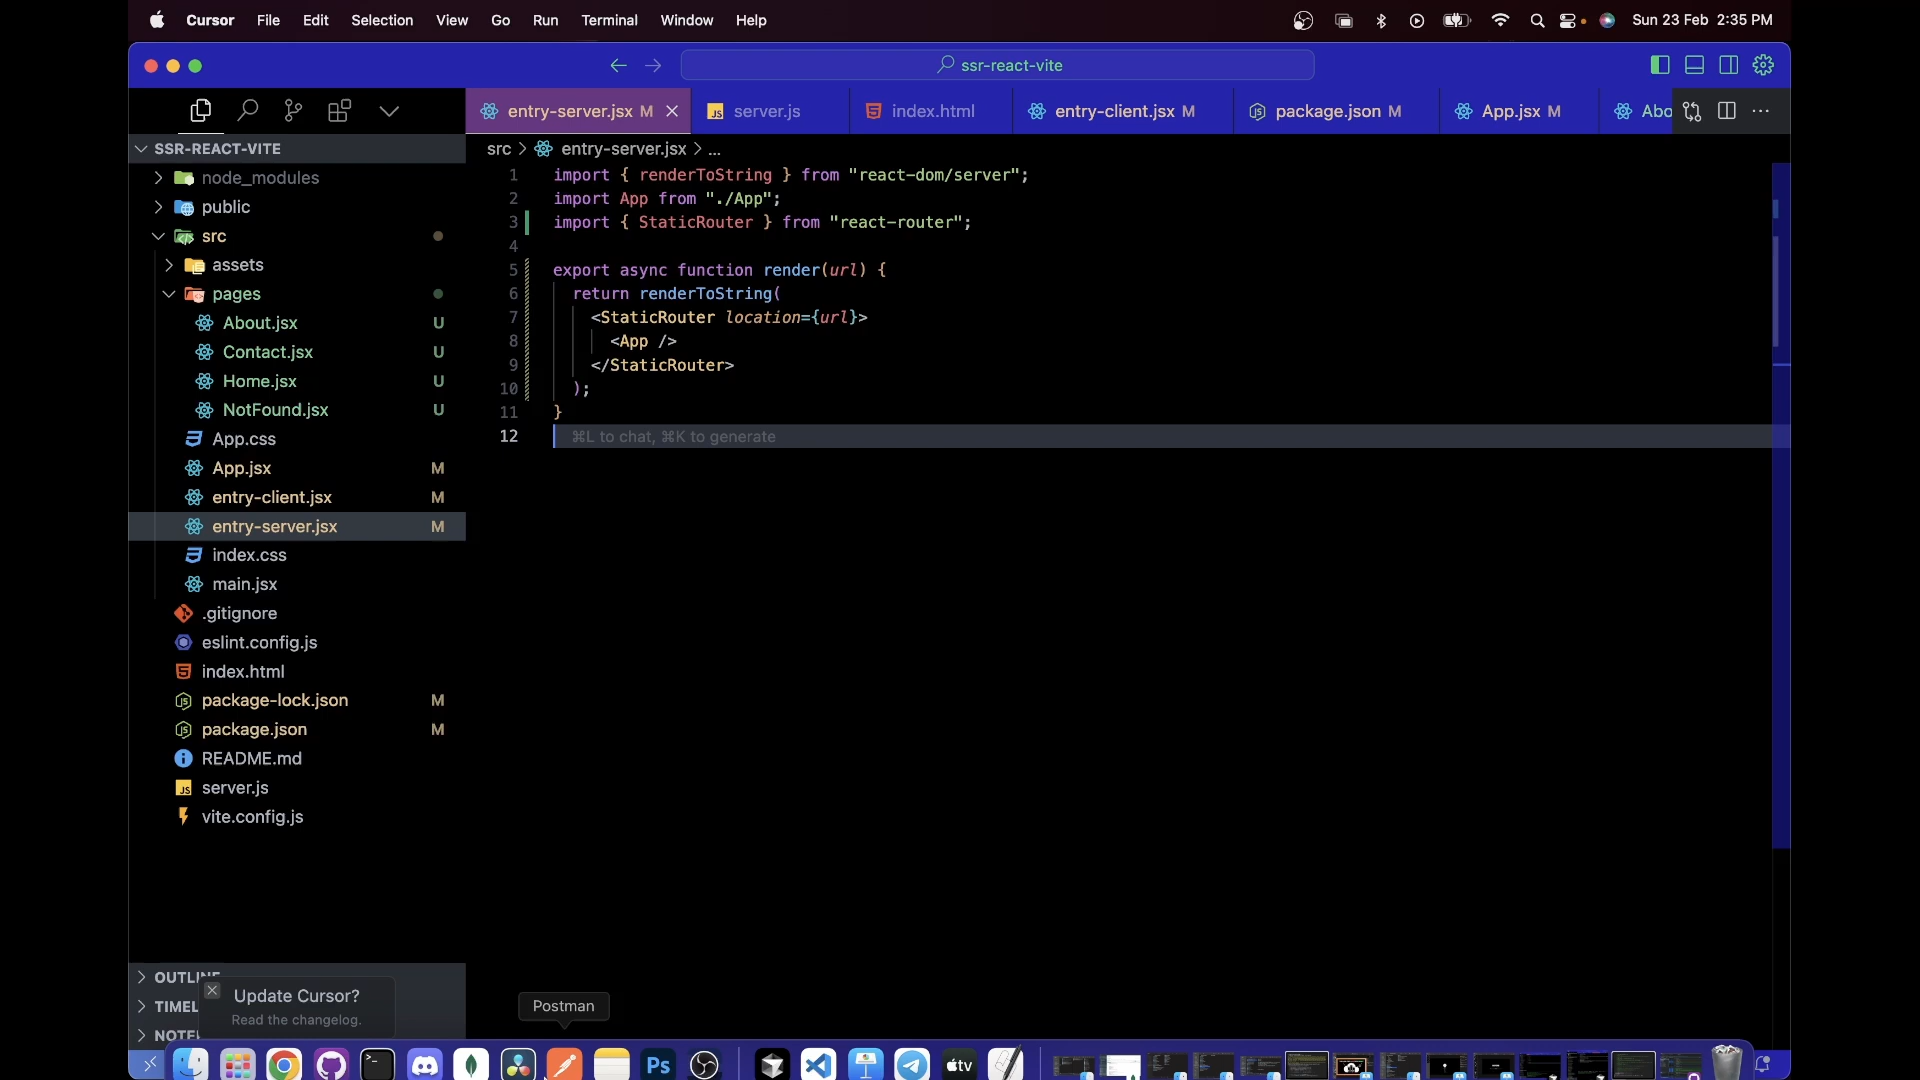 Cursor File Edit Selection View Go Run Terminal Window Help Sun 23 Feb 2:35 PM
ssr-react-vite
entry-server.jsx M server.js index.html entry-client.jsx M package.json M App.jsx M Abo
SSR-REACT-VITE
src > entry-server.jsx > ...
node_modules
public
src
assets
pages
About.jsx U
Contact.jsx U
Home.jsx U
NotFound.jsx U
App.css
App.jsx M
entry-client.jsx M
entry-server.jsx M
index.css
main.jsx
.gitignore
eslint.config.js
index.html
package-lock.json M
package.json M
README.md
server.js
vite.config.js
1 import { renderToString } from "react-dom/server";
2 import App from "./App";
3 import { StaticRouter } from "react-router";
4
5 export async function render(url) {
6 return renderToString(
7 <StaticRouter location={url}>
8 <App />
9 </StaticRouter>
10 );
11 }
12 ⌘L to chat, ⌘K to generate
OUTLINE
TIMEL
NOTE
Update Cursor?
Read the changelog.
Postman
Ps
tv